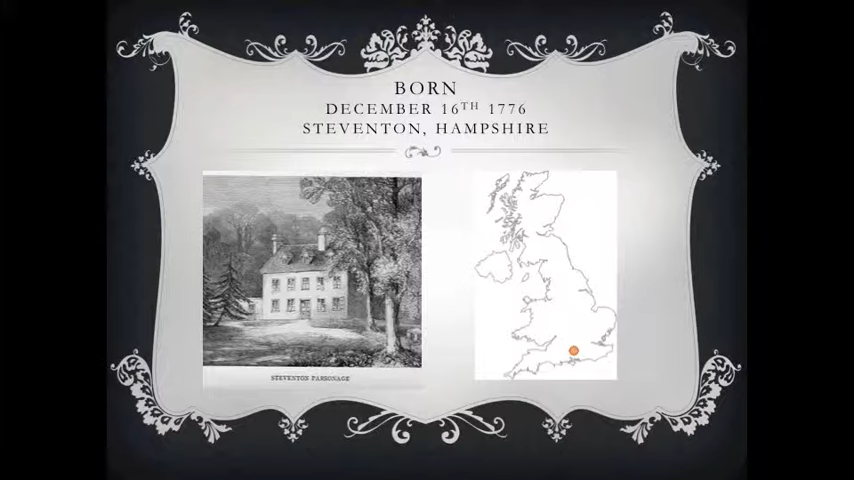 BORN
DECEMBER 16TH 1776
STEVENTON, HAMPSHIRE
STEVENTON PARSONAGE